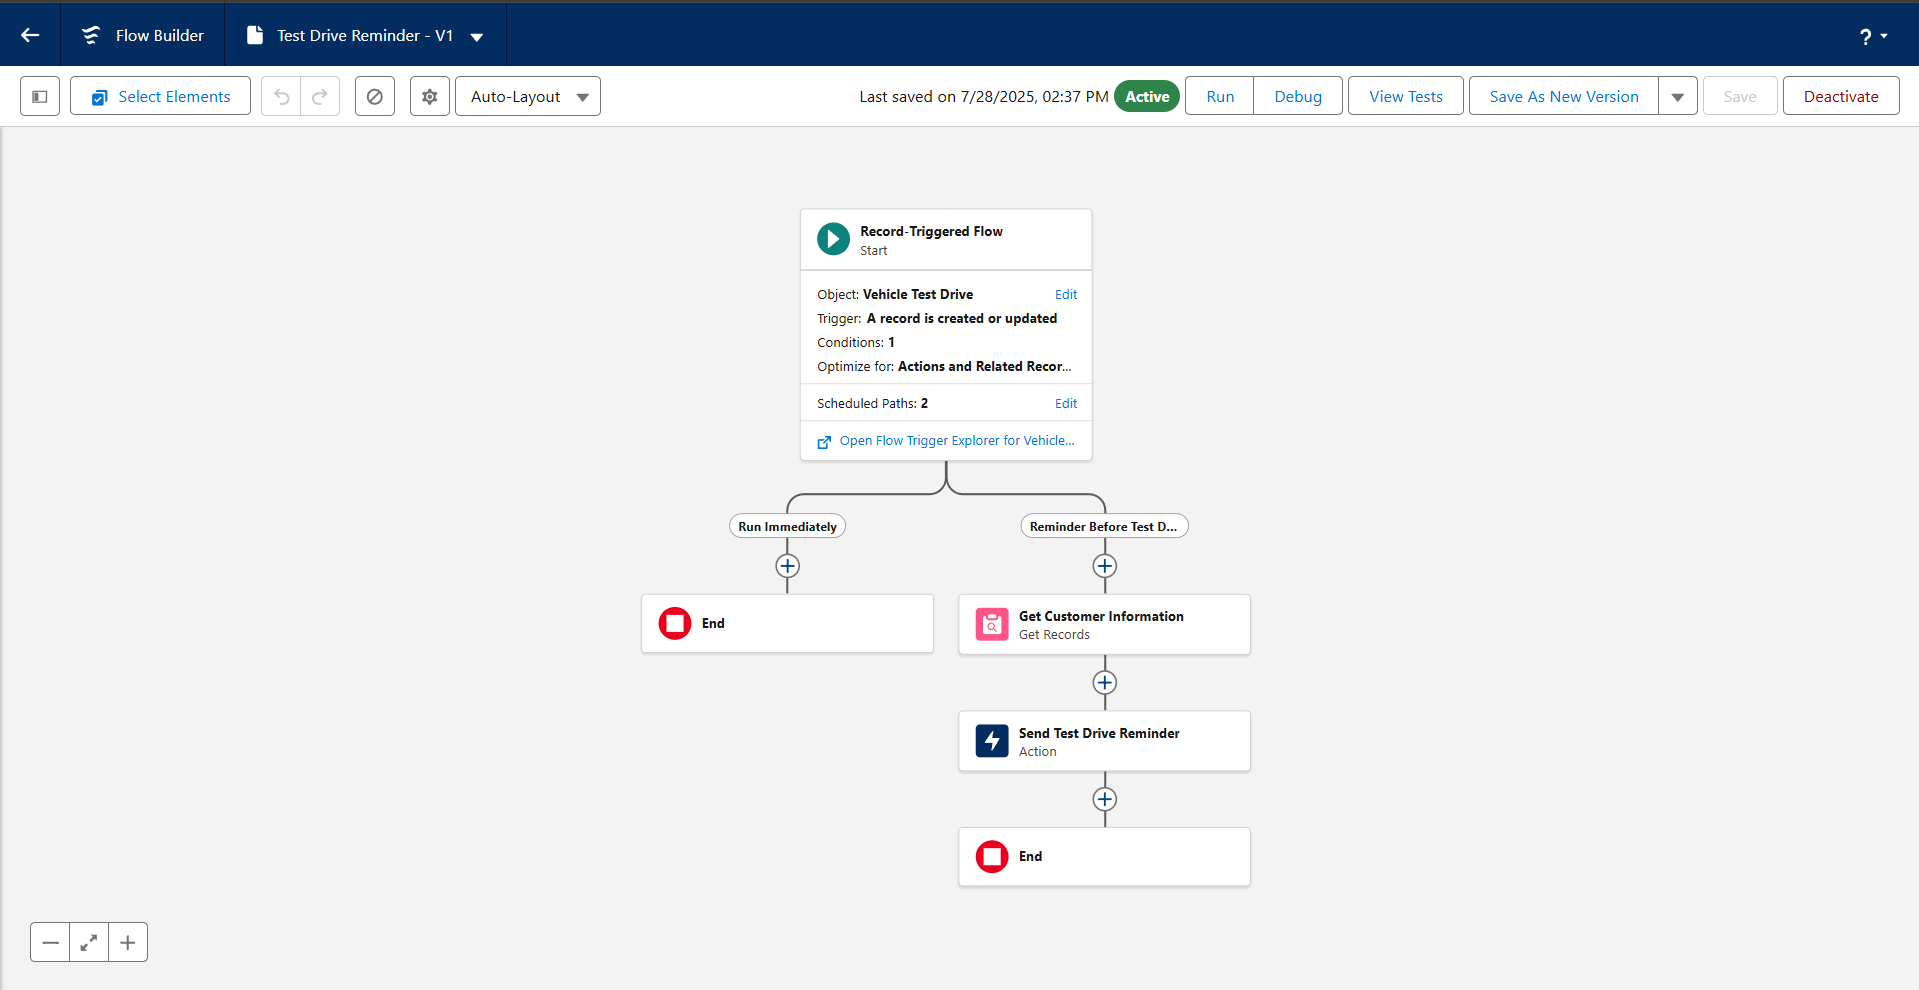 Flow Builder
Test Drive Reminder - V1
?
Select Elements
Auto-Layout
Last saved on 7/28/2025, 02:37 PM
Active
Run
Debug
View Tests
Save As New Version
Save
Deactivate
Record-Triggered Flow
Start
Object: Vehicle Test Drive
Edit
Trigger: A record is created or updated
Conditions: 1
Optimize for: Actions and Related Recor...
Scheduled Paths: 2
Edit
Open Flow Trigger Explorer for Vehicle...
Run Immediately
Reminder Before Test D...
End
Get Customer Information
Get Records
Send Test Drive Reminder
Action
End